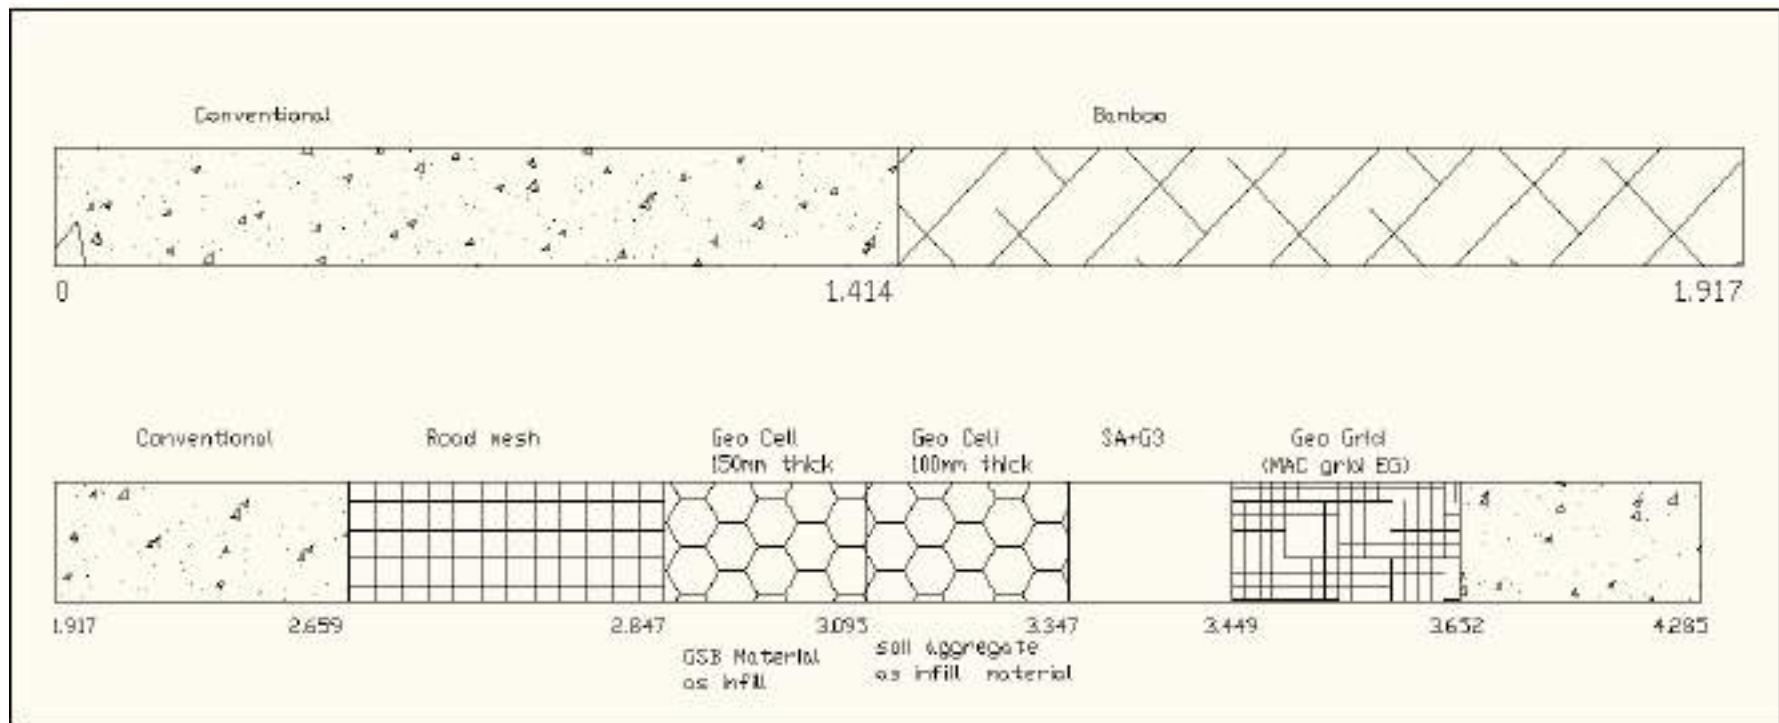 Conventional Bamboo
0 1.414 1.917
Conventional Road mesh Geo Cell Geo Cell SA+G3 Geo Grid
150mm thick 100mm thick (MAC grid EG)
1.917 2.659 2.847 3.095 3.347 3.449 3.652 4.285
GSB Material soil aggregate
as infill as infill material